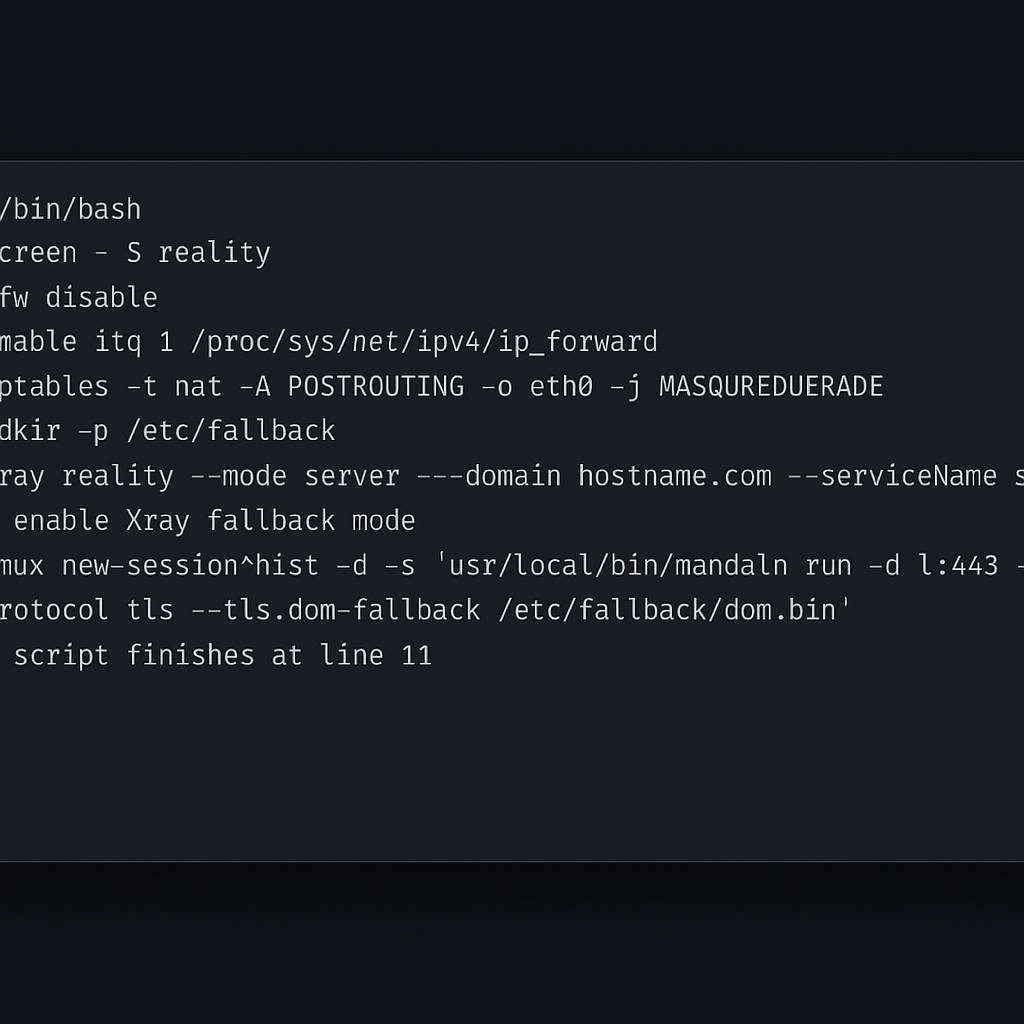 /bin/bash
creen - S reality
fw disable
mable itq 1 /proc/sys/net/ipv4/ip_forward
ptables -t nat -A POSTROUTING -o eth0 -j MASQUREDUERADE
dkir -p /etc/fallback
ray reality --mode server ---domain hostname.com --serviceName s
enable Xray fallback mode
mux new-session^hist -d -s 'usr/local/bin/mandaln run -d l:443 -
rotocol tls --tls.dom-fallback /etc/fallback/dom.bin'
script finishes at line 11